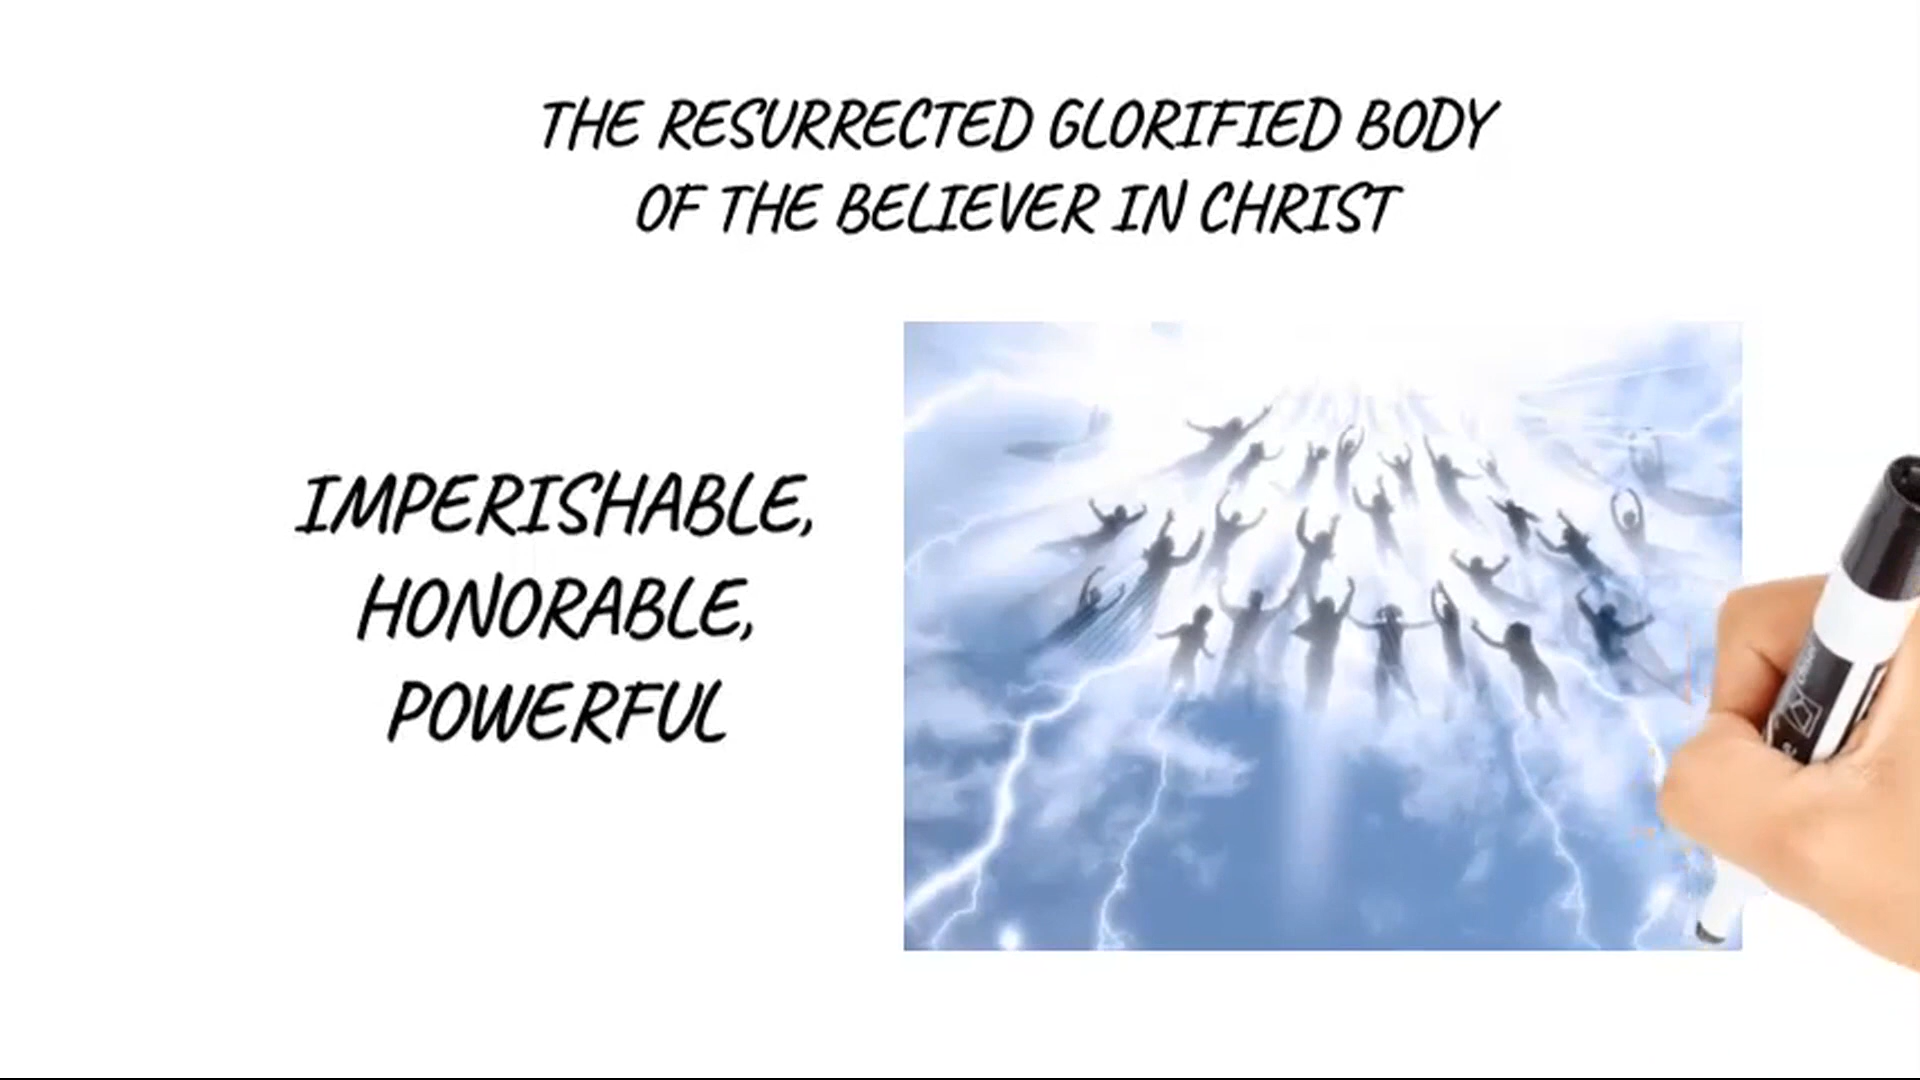 THE RESURRECTED GLORIFIED BODY
OF THE BELIEVER IN CHRIST
IMPERISHABLE,
HONORABLE,
POWERFUL